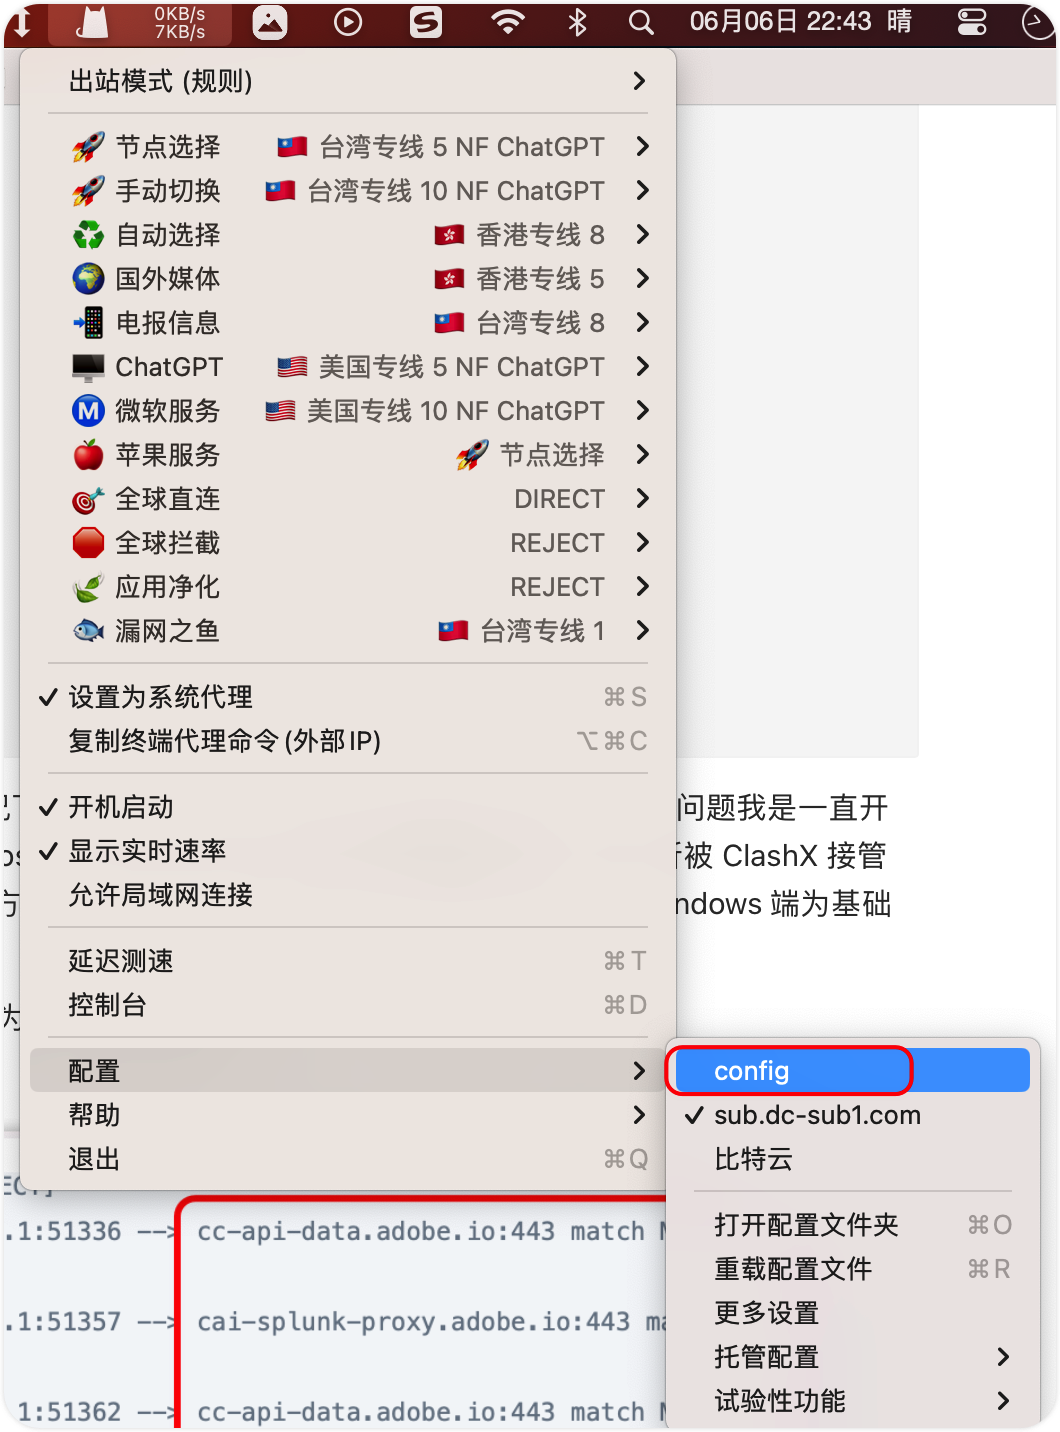 0KB/s
7KB/s
06月06日 22:43 晴
出站模式 (规则)
节点选择 台湾专线 5 NF ChatGPT
手动切换 台湾专线 10 NF ChatGPT
自动选择 香港专线 8
国外媒体 香港专线 5
电报信息 台湾专线 8
ChatGPT 美国专线 5 NF ChatGPT
微软服务 美国专线 10 NF ChatGPT
苹果服务 节点选择
全球直连 DIRECT
全球拦截 REJECT
应用净化 REJECT
漏网之鱼 台湾专线 1
设置为系统代理 ⌘S
复制终端代理命令 (外部IP) ⌥⌘C
开机启动
显示实时速率
允许局域网连接
问题我是一直开
被 ClashX 接管
ndows 端为基础
延迟测速 ⌘T
控制台 ⌘D
为
配置
帮助
退出 ⌘Q
config
sub.dc-sub1.com
比特云
打开配置文件夹 ⌘O
重载配置文件 ⌘R
更多设置
托管配置
试验性功能
.1:51336 --> cc-api-data.adobe.io:443 match
.1:51357 --> cai-splunk-proxy.adobe.io:443 ma
1:51362 --> cc-api-data.adobe.io:443 match